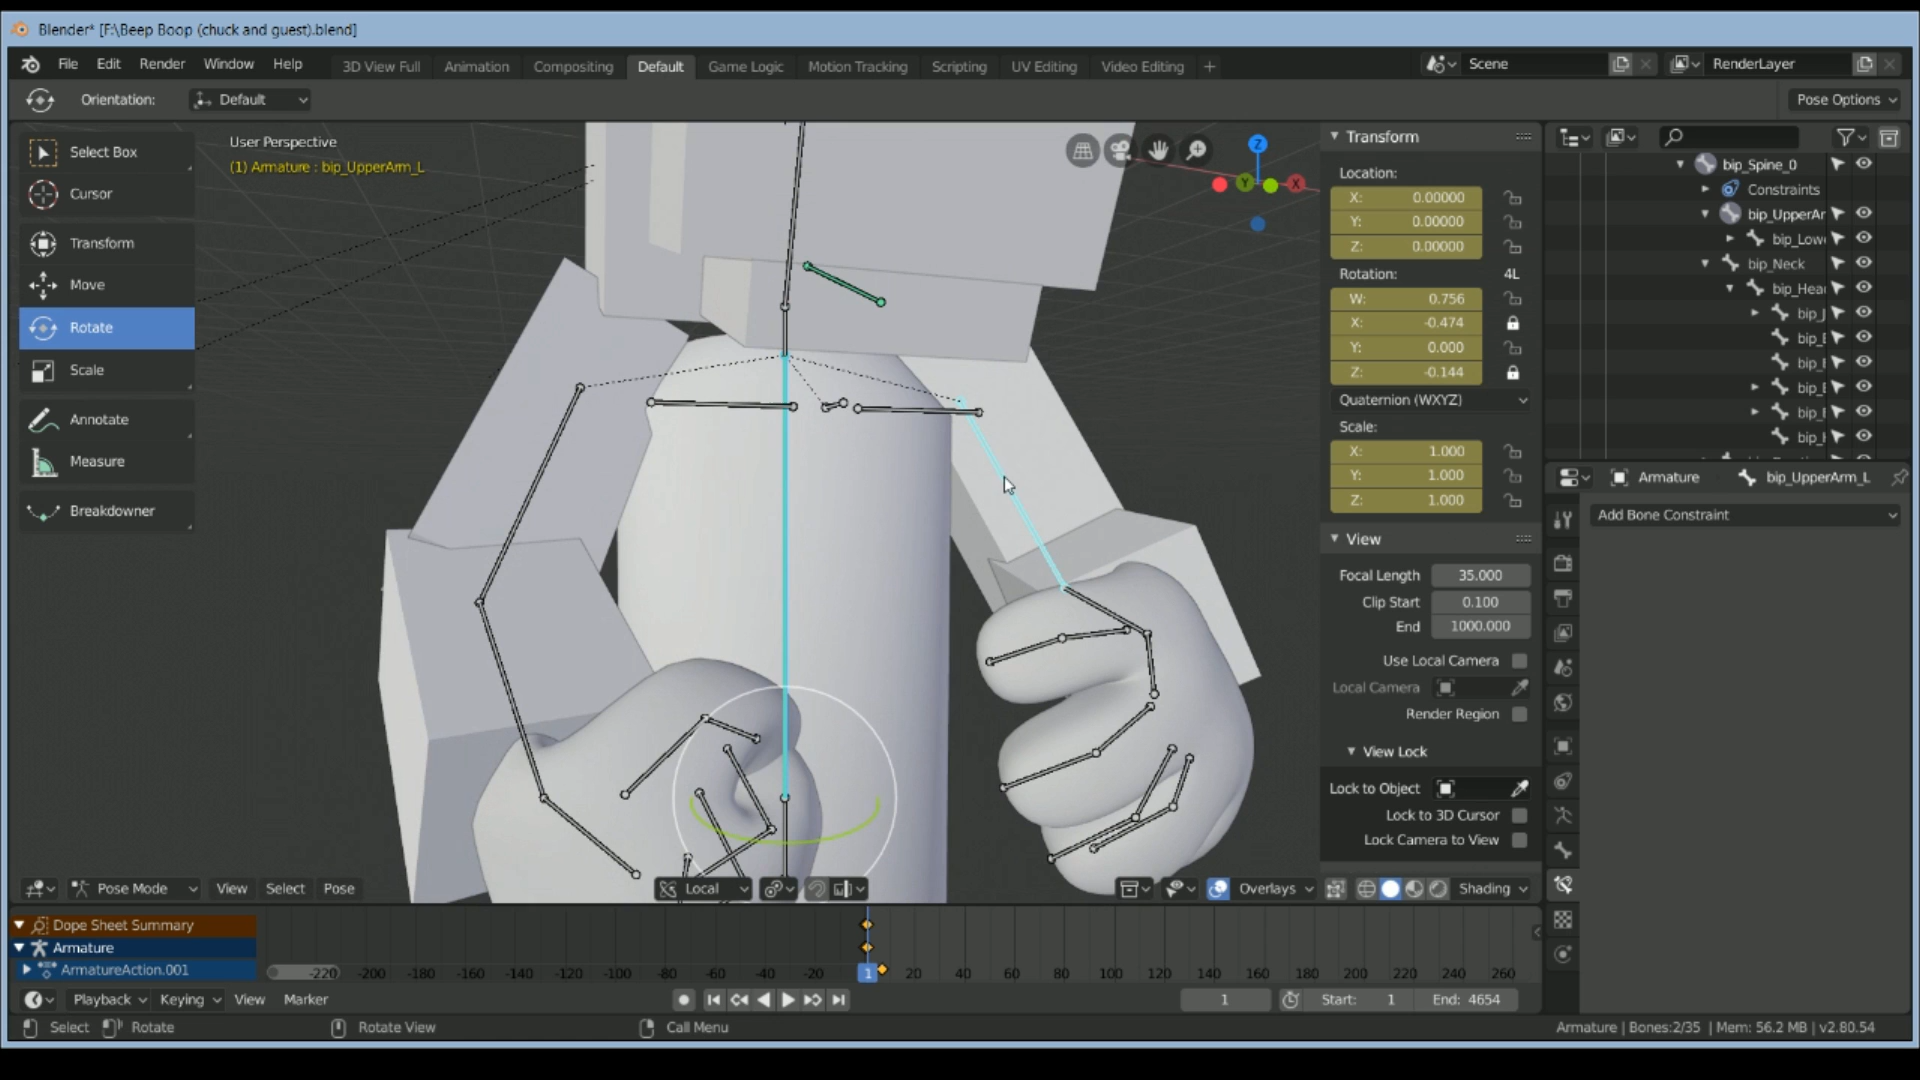 Blender* [F:\Beep Boop (chuck and guest).blend]
File Edit Render Window Help 3D View Full Animation Compositing Default Game Logic Motion Tracking Scripting UV Editing Video Editing + Scene RenderLayer
Orientation: Default Pose Options
Select Box
Cursor
Transform
Move
Rotate
Scale
Annotate
Measure
Breakdowner
User Perspective
(1) Armature : bip_UpperArm_L
Z
Y
X
Transform
Location:
X: 0.00000
Y: 0.00000
Z: 0.00000
Rotation: 4L
W: 0.756
X: -0.474
Y: 0.000
Z: -0.144
Quaternion (WXYZ)
Scale:
X: 1.000
Y: 1.000
Z: 1.000
View
Focal Length 35.000
Clip Start 0.100
End 1000.000
Use Local Camera
Local Camera
Render Region
View Lock
Lock to Object
Lock to 3D Cursor
Lock Camera to View
bip_Spine_0
Constraints
bip_UpperAr
bip_Low
bip_Neck
bip_Hea
Armature bip_UpperArm_L
Add Bone Constraint
Pose Mode View Select Pose Local Overlays Shading
Dope Sheet Summary
Armature
ArmatureAction.001
-220 -200 -180 -160 -140 -120 -100 -80 -60 -40 -20 1 20 40 60 80 100 120 140 160 180 200 220 240 260
Playback Keying View Marker 1 Start: 1 End: 4654
Select Rotate Rotate View Call Menu Armature | Bones:2/35 | Mem: 56.2 MB | v2.80.54